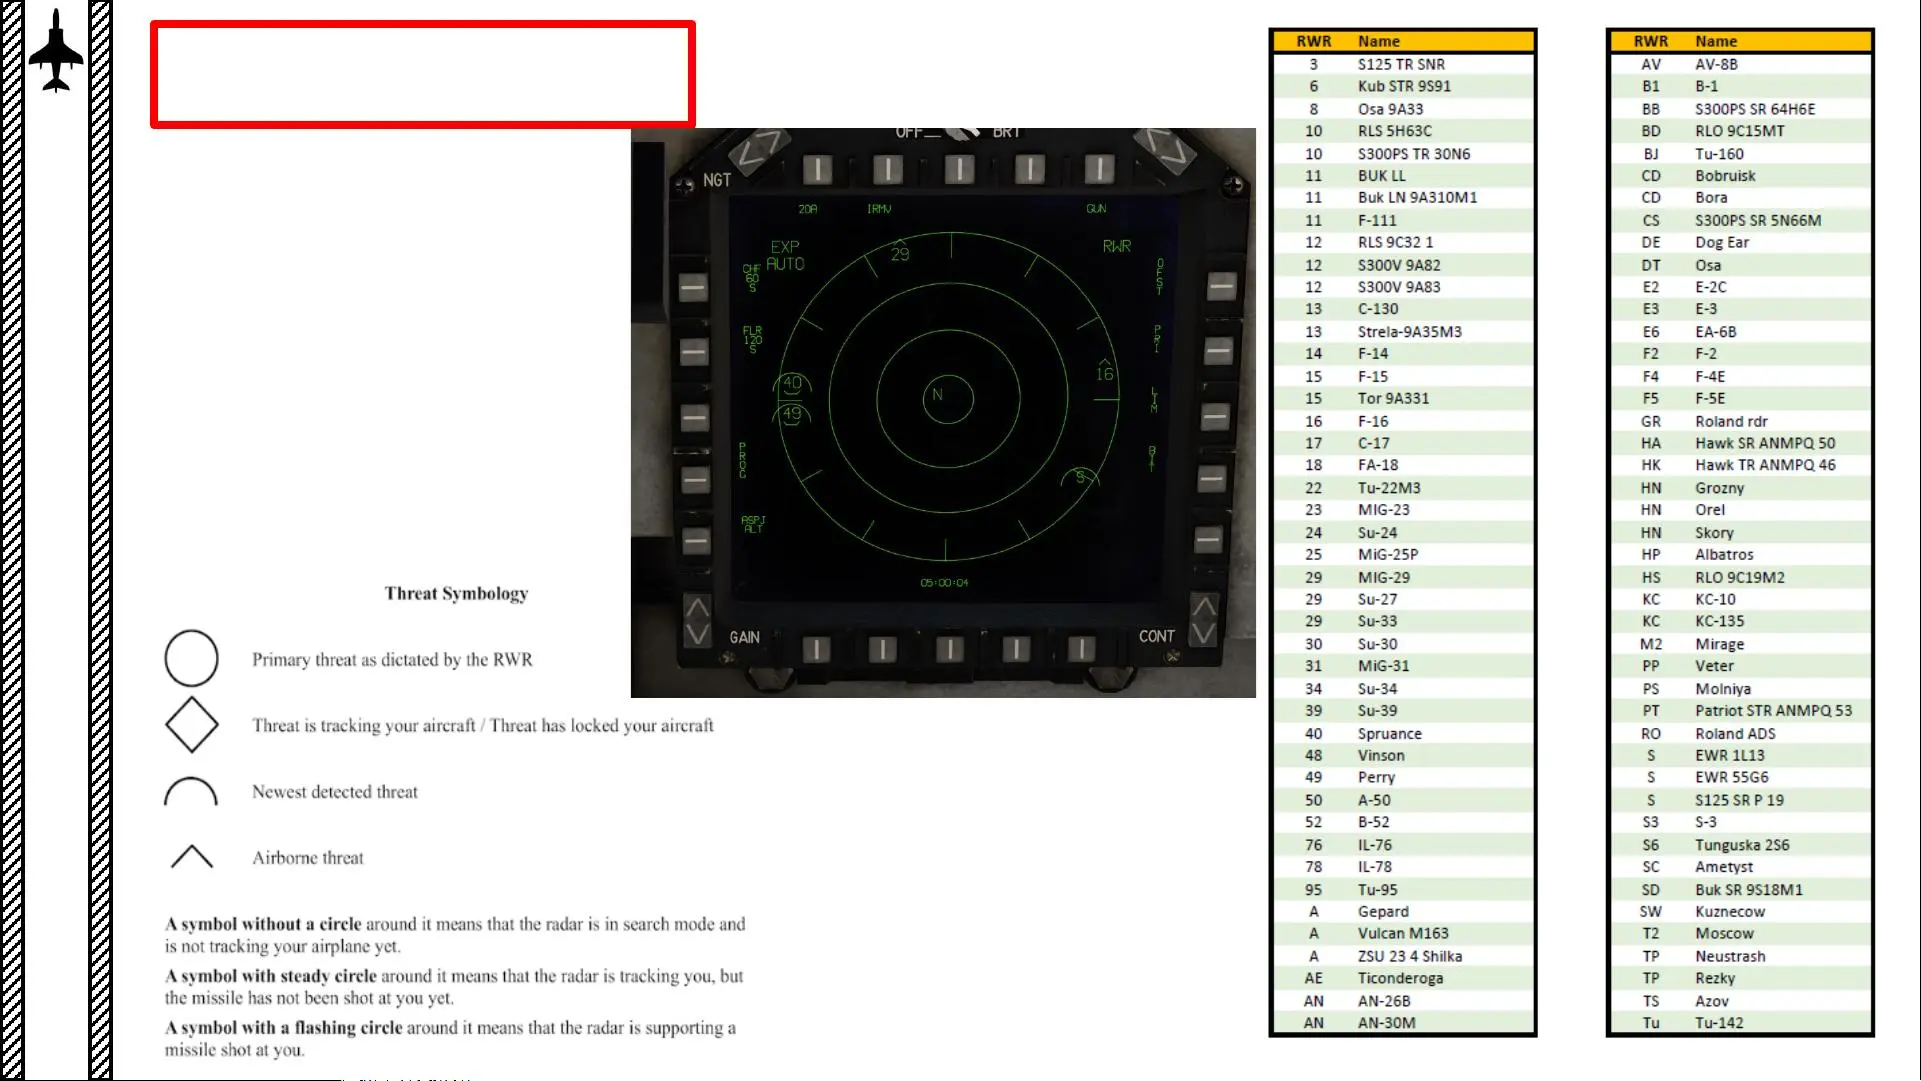 OFF BRT
NGT
20A IRMV GUN
EXP
AUTO
RWR
29
CHF
60
S
OFST
FLR
120
S
PRI
40
16
49
LIM
N
PROG
BIT
S
ASPJ
ALT
05:00:04
GAIN
CONT
Threat Symbology
Primary threat as dictated by the RWR
Threat is tracking your aircraft / Threat has locked your aircraft
Newest detected threat
Airborne threat
A symbol without a circle around it means that the radar is in search mode and
is not tracking your airplane yet.
A symbol with steady circle around it means that the radar is tracking you, but
the missile has not been shot at you yet.
A symbol with a flashing circle around it means that the radar is supporting a
missile shot at you.
RWR Name
3 S125 TR SNR
6 Kub STR 9S91
8 Osa 9A33
10 RLS 5H63C
10 S300PS TR 30N6
11 BUK LL
11 Buk LN 9A310M1
11 F-111
12 RLS 9C32 1
12 S300V 9A82
12 S300V 9A83
13 C-130
13 Strela-9A35M3
14 F-14
15 F-15
15 Tor 9A331
16 F-16
17 C-17
18 FA-18
22 Tu-22M3
23 MIG-23
24 Su-24
25 MiG-25P
29 MIG-29
29 Su-27
29 Su-33
30 Su-30
31 MiG-31
34 Su-34
39 Su-39
40 Spruance
48 Vinson
49 Perry
50 A-50
52 B-52
76 IL-76
78 IL-78
95 Tu-95
A Gepard
A Vulcan M163
A ZSU 23 4 Shilka
AE Ticonderoga
AN AN-26B
AN AN-30M
RWR Name
AV AV-8B
B1 B-1
BB S300PS SR 64H6E
BD RLO 9C15MT
BJ Tu-160
CD Bobruisk
CD Bora
CS S300PS SR 5N66M
DE Dog Ear
DT Osa
E2 E-2C
E3 E-3
E6 EA-6B
F2 F-2
F4 F-4E
F5 F-5E
GR Roland rdr
HA Hawk SR ANMPQ 50
HK Hawk TR ANMPQ 46
HN Grozny
HN Orel
HN Skory
HP Albatros
HS RLO 9C19M2
KC KC-10
KC KC-135
M2 Mirage
PP Veter
PS Molniya
PT Patriot STR ANMPQ 53
RO Roland ADS
S EWR 1L13
S EWR 55G6
S S125 SR P 19
S3 S-3
S6 Tunguska 2S6
SC Ametyst
SD Buk SR 9S18M1
SW Kuznecow
T2 Moscow
TP Neustrash
TP Rezky
TS Azov
Tu Tu-142